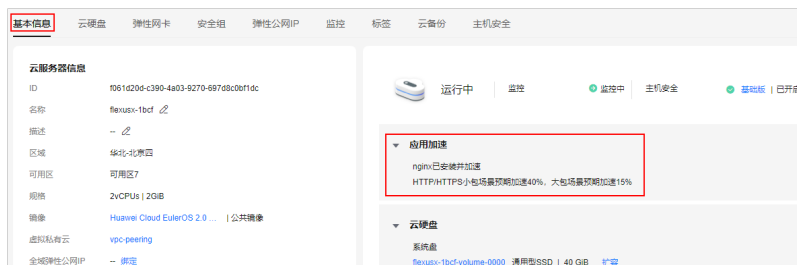 基本信息 云硬盘 弹性网卡 安全组 弹性公网IP 监控 标签 云备份 主机安全
云服务器信息
ID f061d20d-c390-4a03-9270-697d8c0bf1dc
名称 flexusx-1bcf
描述 --
区域 华北-北京四
可用区 可用区7
规格 2vCPUs | 2GiB
镜像 Huawei Cloud EulerOS 2.0 ... | 公共镜像
虚拟私有云 vpc-peering
全域弹性公网IP -- 绑定
运行中 监控 监控中 主机安全 基础版 | 已开启
应用加速
nginx已安装并加速
HTTP/HTTPS小包场景预期加速40%，大包场景预期加速15%
云硬盘
系统盘
flexusx-1bcf-volume-0000 通用型SSD | 40 GiB 扩容